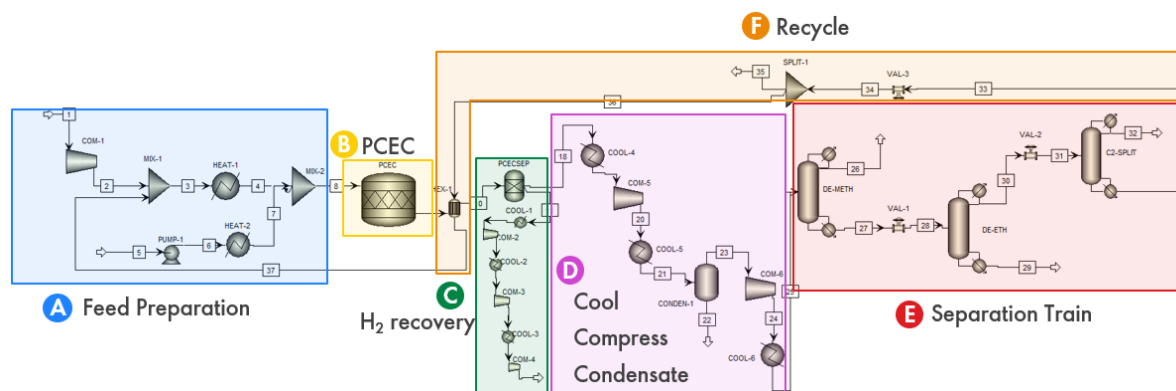 F Recycle
SPLIT-1
35
VAL-3
34
33
36
1
COM-1
2
MIX-1
3
HEAT-1
4
MIX-2
8
7
5
PUMP-1
6
HEAT-2
37
A Feed Preparation
B PCEC
PCEC
HEX-1
PCECSEP
COOL-1
COM-2
COOL-2
COM-3
COOL-3
COM-4
C
H2 recovery
18
COOL-4
COM-5
20
COOL-5
21
CONDEN-1
22
23
COM-6
24
COOL-6
D
Cool
Compress
Condensate
DE-METH
26
27
VAL-1
28
DE-ETH
29
30
VAL-2
31
C2-SPLIT
32
E Separation Train